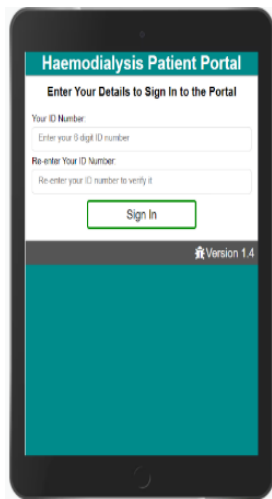 Haemodialysis Patient Portal
Enter Your Details to Sign In to the Portal
Your ID Number:
Enter your 6 digit ID number
Re-enter Your ID Number:
Re-enter your ID number to verify it
Sign In
Version 1.4